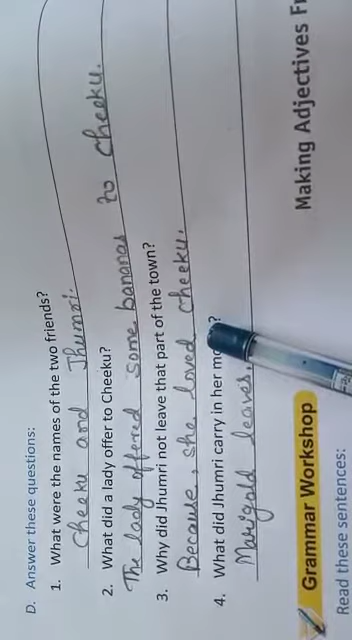 D. Answer these questions:
1. What were the names of the two friends?
Cheeku and Jhumri.
2. What did a lady offer to Cheeku?
The lady offered some bananas to cheeku.
3. Why did Jhumri not leave that part of the town?
Because, she loved cheeku.
4. What did Jhumri carry in her ?
Marigold leaves.
Grammar Workshop
Making Adjectives
Read these sentences: